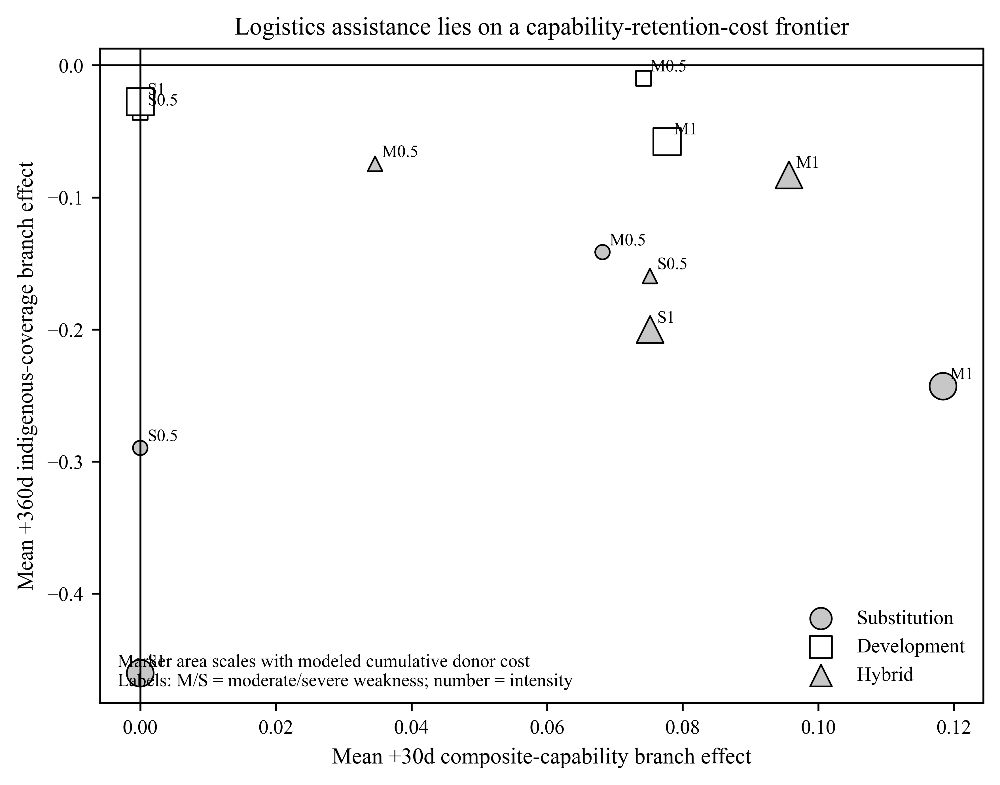 Logistics assistance lies on a capability-retention-cost frontier
Mean +360d indigenous-coverage branch effect
0.0
−0.1
−0.2
−0.3
−0.4
S1
S0.5
M0.5
M1
M0.5
M1
M0.5
S0.5
S1
M1
S0.5
S1
Marker area scales with modeled cumulative donor cost
Labels: M/S = moderate/severe weakness; number = intensity
Substitution
Development
Hybrid
0.00 0.02 0.04 0.06 0.08 0.10 0.12
Mean +30d composite-capability branch effect